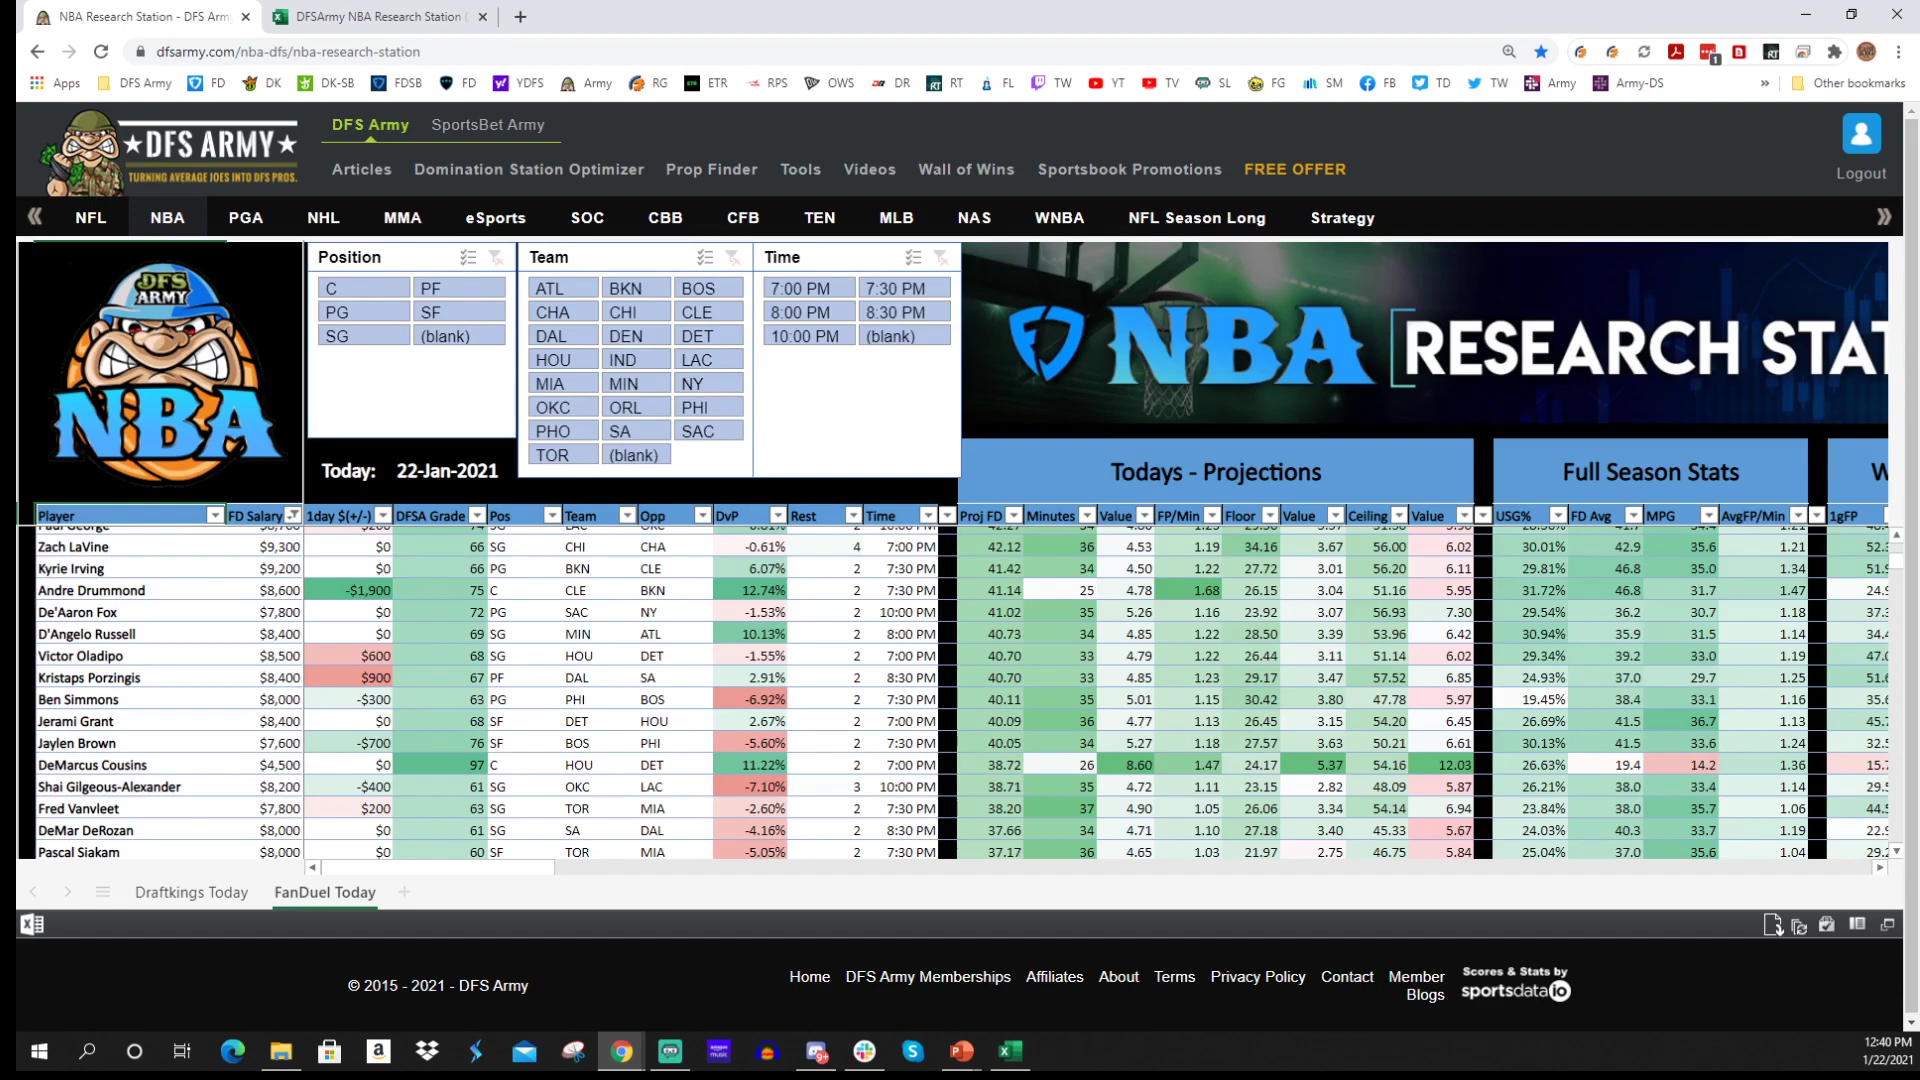 NBA Research Station - DFS Arm
DFSArmy NBA Research Station (
dfsarmy.com/nba-dfs/nba-research-station
Apps DFS Army FD DK DK-SB FDSB FD YDFS Army RG ETR RPS OWS DR RT FL TW YT TV SL FG SM FB TD TW Army Army-DS » Other bookmarks
DFS Army SportsBet Army
★DFS ARMY★
TURNING AVERAGE JOES INTO DFS PROS.
Articles Domination Station Optimizer Prop Finder Tools Videos Wall of Wins Sportsbook Promotions FREE OFFER
Logout
NFL NBA PGA NHL MMA eSports SOC CBB CFB TEN MLB NAS WNBA NFL Season Long Strategy
DFS
ARMY
NBA
Position
C PF
PG SF
SG (blank)
Team
ATL BKN BOS
CHA CHI CLE
DAL DEN DET
HOU IND LAC
MIA MIN NY
OKC ORL PHI
PHO SA SAC
TOR (blank)
Time
7:00 PM 7:30 PM
8:00 PM 8:30 PM
10:00 PM (blank)
NBA RESEARCH STAT
Today: 22-Jan-2021
Todays - Projections Full Season Stats W
Player FD Salary 1day $(+/-) DFSA Grade Pos Team Opp DvP Rest Time Proj FD Minutes Value FP/Min Floor Value Ceiling Value USG% FD Avg MPG AvgFP/Min 1gFP
Paul George
Zach LaVine $9,300 $0 66 SG CHI CHA -0.61% 4 7:00 PM 42.12 36 4.53 1.19 34.16 3.67 56.00 6.02 30.01% 42.9 35.6 1.21 52.3
Kyrie Irving $9,200 $0 66 PG BKN CLE 6.07% 2 7:30 PM 41.42 34 4.50 1.22 27.72 3.01 56.20 6.11 29.81% 46.8 35.0 1.34 51.9
Andre Drummond $8,600 -$1,900 75 C CLE BKN 12.74% 2 7:30 PM 41.14 25 4.78 1.68 26.15 3.04 51.16 5.95 31.72% 46.8 31.7 1.47 24.9
De'Aaron Fox $7,800 $0 72 PG SAC NY -1.53% 2 10:00 PM 41.02 35 5.26 1.16 23.92 3.07 56.93 7.30 29.54% 36.2 30.7 1.18 37.3
D'Angelo Russell $8,400 $0 69 SG MIN ATL 10.13% 2 8:00 PM 40.73 34 4.85 1.22 28.50 3.39 53.96 6.42 30.94% 35.9 31.5 1.14 34.4
Victor Oladipo $8,500 $600 68 SG HOU DET -1.55% 2 7:00 PM 40.70 33 4.79 1.22 26.44 3.11 51.14 6.02 29.34% 39.2 33.0 1.19 47.0
Kristaps Porzingis $8,400 $900 67 PF DAL SA 2.91% 2 8:30 PM 40.70 33 4.85 1.23 29.17 3.47 57.52 6.85 24.93% 37.0 29.7 1.25 51.6
Ben Simmons $8,000 -$300 63 PG PHI BOS -6.92% 2 7:30 PM 40.11 35 5.01 1.15 30.42 3.80 47.78 5.97 19.45% 38.4 33.1 1.16 35.6
Jerami Grant $8,400 $0 68 SF DET HOU 2.67% 2 7:00 PM 40.09 36 4.77 1.13 26.45 3.15 54.20 6.45 26.69% 41.5 36.7 1.13 45.7
Jaylen Brown $7,600 -$700 76 SF BOS PHI -5.60% 2 7:30 PM 40.05 34 5.27 1.18 27.57 3.63 50.21 6.61 30.13% 41.5 33.6 1.24 32.5
DeMarcus Cousins $4,500 $0 97 C HOU DET 11.22% 2 7:00 PM 38.72 26 8.60 1.47 24.17 5.37 54.16 12.03 26.63% 19.4 14.2 1.36 15.7
Shai Gilgeous-Alexander $8,200 -$400 61 SG OKC LAC -7.10% 3 10:00 PM 38.71 35 4.72 1.11 23.15 2.82 48.09 5.87 26.21% 38.0 33.4 1.14 29.5
Fred Vanvleet $7,800 $200 63 SG TOR MIA -2.60% 2 7:30 PM 38.20 37 4.90 1.05 26.06 3.34 54.14 6.94 23.84% 38.0 35.7 1.06 44.5
DeMar DeRozan $8,000 $0 61 SG SA DAL -4.16% 2 8:30 PM 37.66 34 4.71 1.10 27.18 3.40 45.33 5.67 24.03% 40.3 33.7 1.19 22.9
Pascal Siakam $8,000 $0 60 SF TOR MIA -5.05% 2 7:30 PM 37.17 36 4.65 1.03 21.97 2.75 46.75 5.84 25.04% 37.0 35.6 1.04 29.2
Draftkings Today FanDuel Today
© 2015 - 2021 - DFS Army
Home DFS Army Memberships Affiliates About Terms Privacy Policy Contact Member Blogs
Scores & Stats by
sportsdataio
12:40 PM
1/22/2021